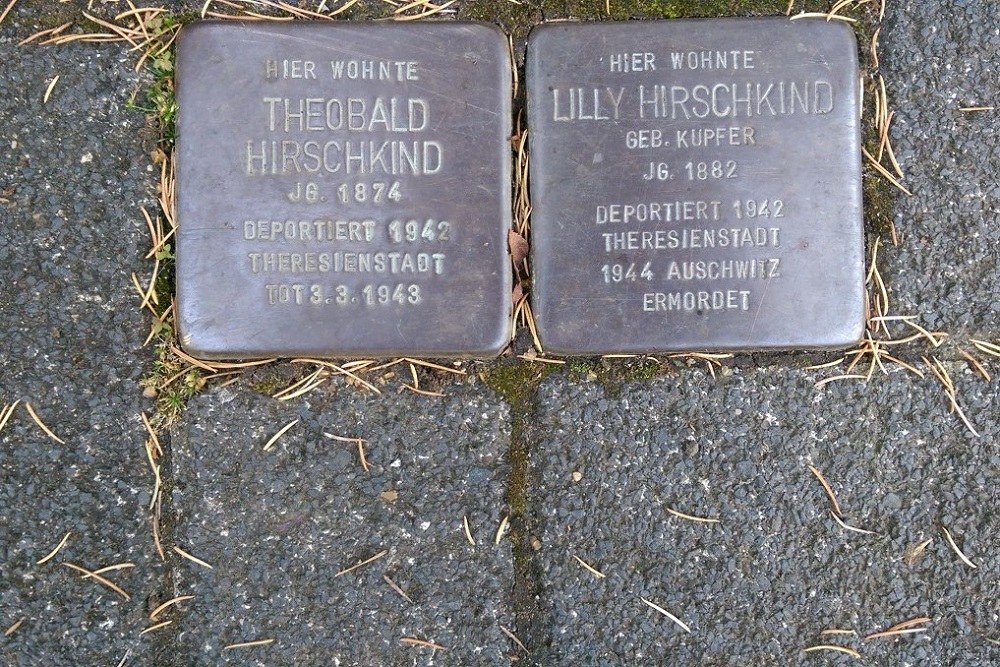 HIER WOHNTE
THEOBALD
HIRSCHKIND
JG. 1874
DEPORTIERT 1942
THERESIENSTADT
TOT 3.3.1943
HIER WOHNTE
LILLY HIRSCHKIND
GEB. KUPFER
JG. 1882
DEPORTIERT 1942
THERESIENSTADT
1944 AUSCHWITZ
ERMORDET